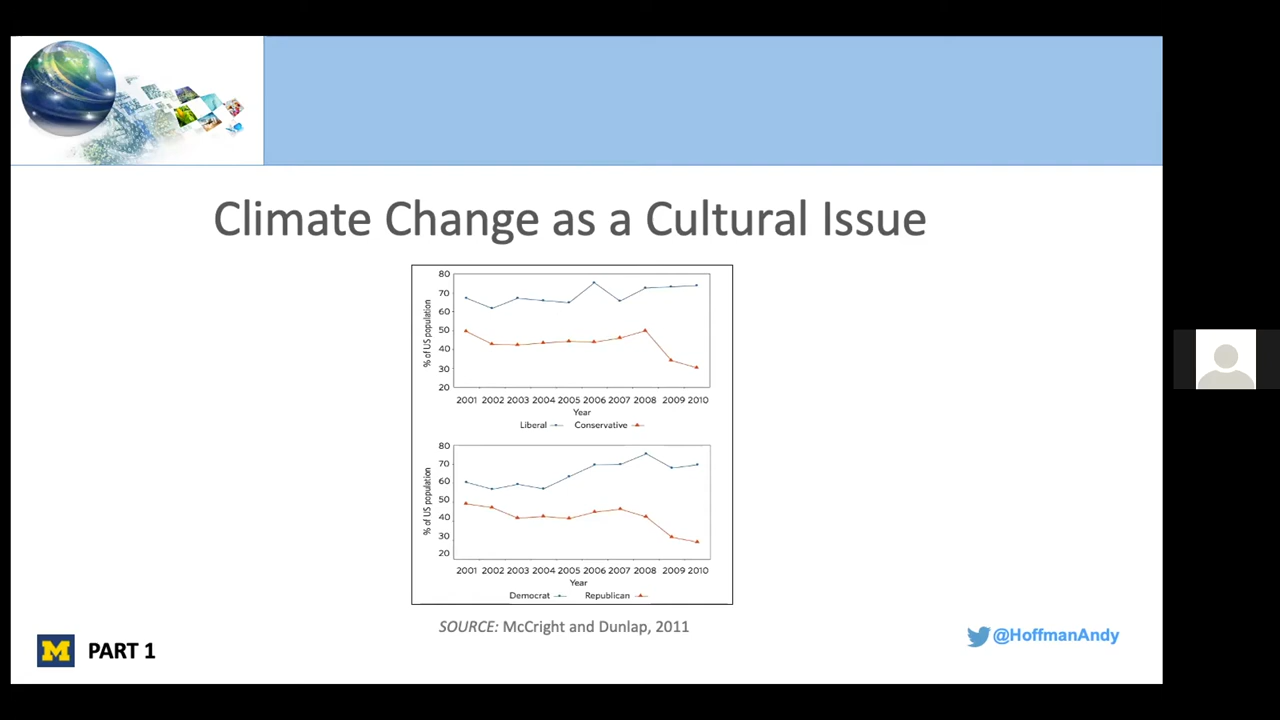 Climate Change as a Cultural Issue
80
70
60
50
40
30
20
% of US population
2001 2002 2003 2004 2005 2006 2007 2008 2009 2010
Year
Liberal Conservative
80
70
60
50
40
30
20
% of US population
2001 2002 2003 2004 2005 2006 2007 2008 2009 2010
Year
Democrat Republican
SOURCE: McCright and Dunlap, 2011
M PART 1
@HoffmanAndy